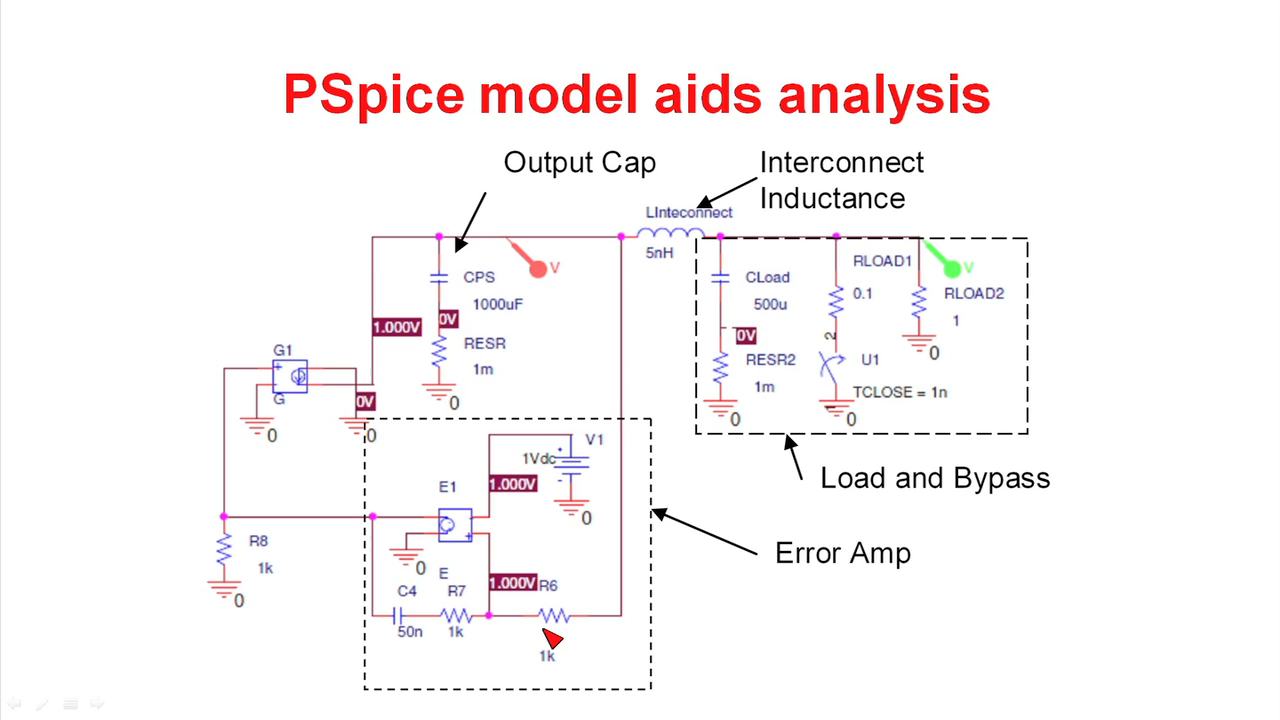 PSpice model aids analysis
Output Cap
Interconnect
Inductance
LInteconnect
5nH
V
V
CPS
1000uF
0V
RESR
1m
0
1.000V
G1
G
0
0V
0
CLoad
500u
0V
RESR2
1m
0
RLOAD1
0.1
2
U1
TCLOSE = 1n
1
0
RLOAD2
1
0
Load and Bypass
V1
1Vdc
1.000V
0
E1
E
0
1.000V
R6
1k
C4
50n
R7
1k
R8
1k
0
Error Amp